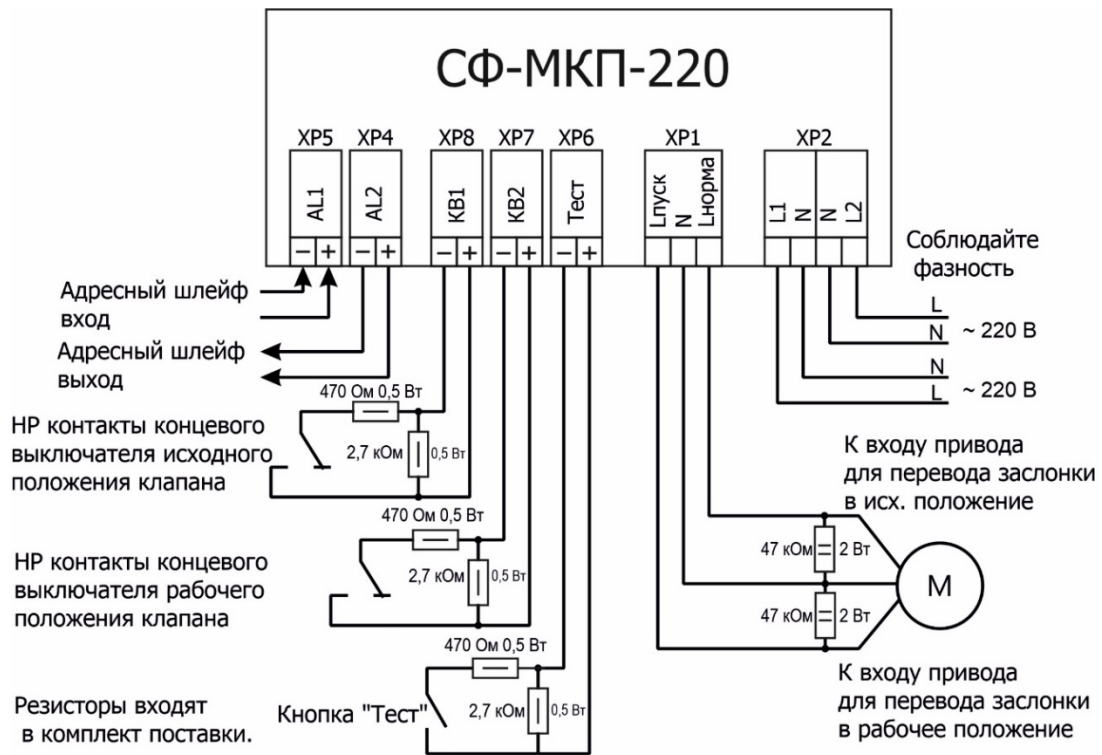 СФ-МКП-220
XP5 XP4 XP8 XP7 XP6 XP1 XP2
AL1 AL2 КВ1 КВ2 Тест Lпуск N Lнорма L1 N N L2
− + − + − + − + − +
Соблюдайте
фазность
L
N ~ 220 В
N
L ~ 220 В
Адресный шлейф
вход
Адресный шлейф
выход
470 Ом 0,5 Вт
2,7 кОм 0,5 Вт
НР контакты концевого
выключателя исходного
положения клапана
470 Ом 0,5 Вт
2,7 кОм 0,5 Вт
НР контакты концевого
выключателя рабочего
положения клапана
470 Ом 0,5 Вт
2,7 кОм 0,5 Вт
Кнопка "Тест"
Резисторы входят
в комплект поставки.
К входу привода
для перевода заслонки
в исх. положение
47 кОм 2 Вт
М
47 кОм 2 Вт
К входу привода
для перевода заслонки
в рабочее положение